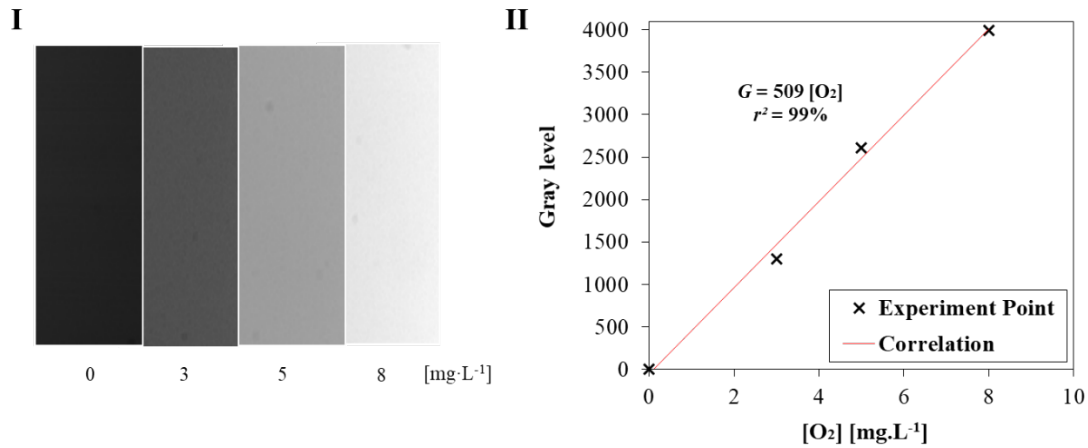 I
0 3 5 8 [mg·L⁻¹]
II
Gray level
4000
3500
3000
2500
2000
1500
1000
500
0
G = 509 [O₂]
r² = 99%
Experiment Point
Correlation
0 2 4 6 8 10
[O₂] [mg.L⁻¹]